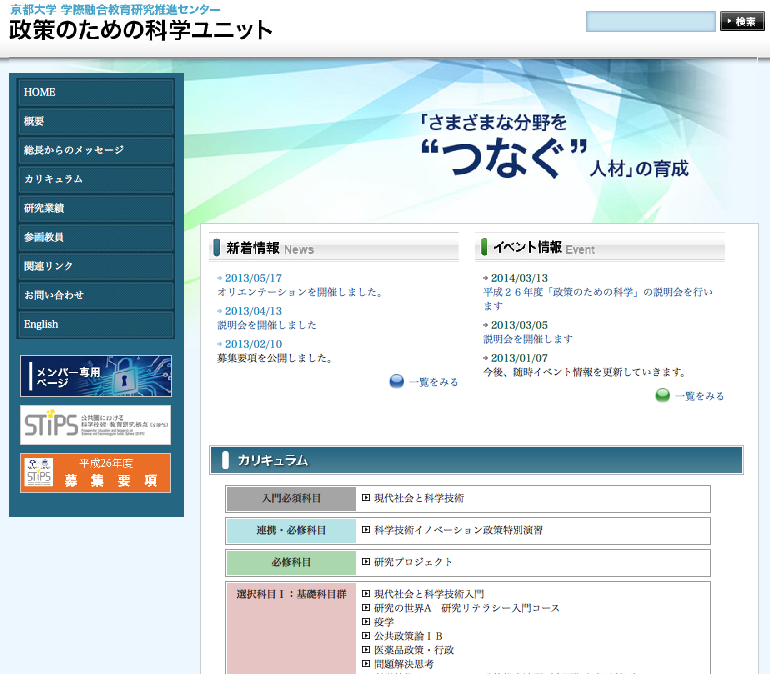 京都大学 学際融合教育研究推進センター
政策のための科学ユニット
検索
HOME
概要
総長からのメッセージ
カリキュラム
研究業績
参画教員
関連リンク
お問い合わせ
English
メンバー専用
ページ
STiPS
公共圏における
科学技術・教育研究拠点 (STiPS)
STiPS
平成26年度
募集要項
「さまざまな分野を
“つなぐ”人材」の育成
新着情報 News
2013/05/17
オリエンテーションを開催しました。
2013/04/13
説明会を開催しました
2013/02/10
募集要項を公開しました。
一覧をみる
イベント情報 Event
2014/03/13
平成２６年度「政策のための科学」の説明会を行い
ます
2013/03/05
説明会を開催します
2013/01/07
今後、随時イベント情報を更新していきます。
一覧をみる
カリキュラム
入門必須科目 現代社会と科学技術
連携・必修科目 科学技術イノベーション政策特別演習
必修科目 研究プロジェクト
選択科目Ｉ：基礎科目群 現代社会と科学技術入門
研究の世界A　研究リテラシー入門コース
疫学
公共政策論ＩＢ
医薬品政策・行政
問題解決思考